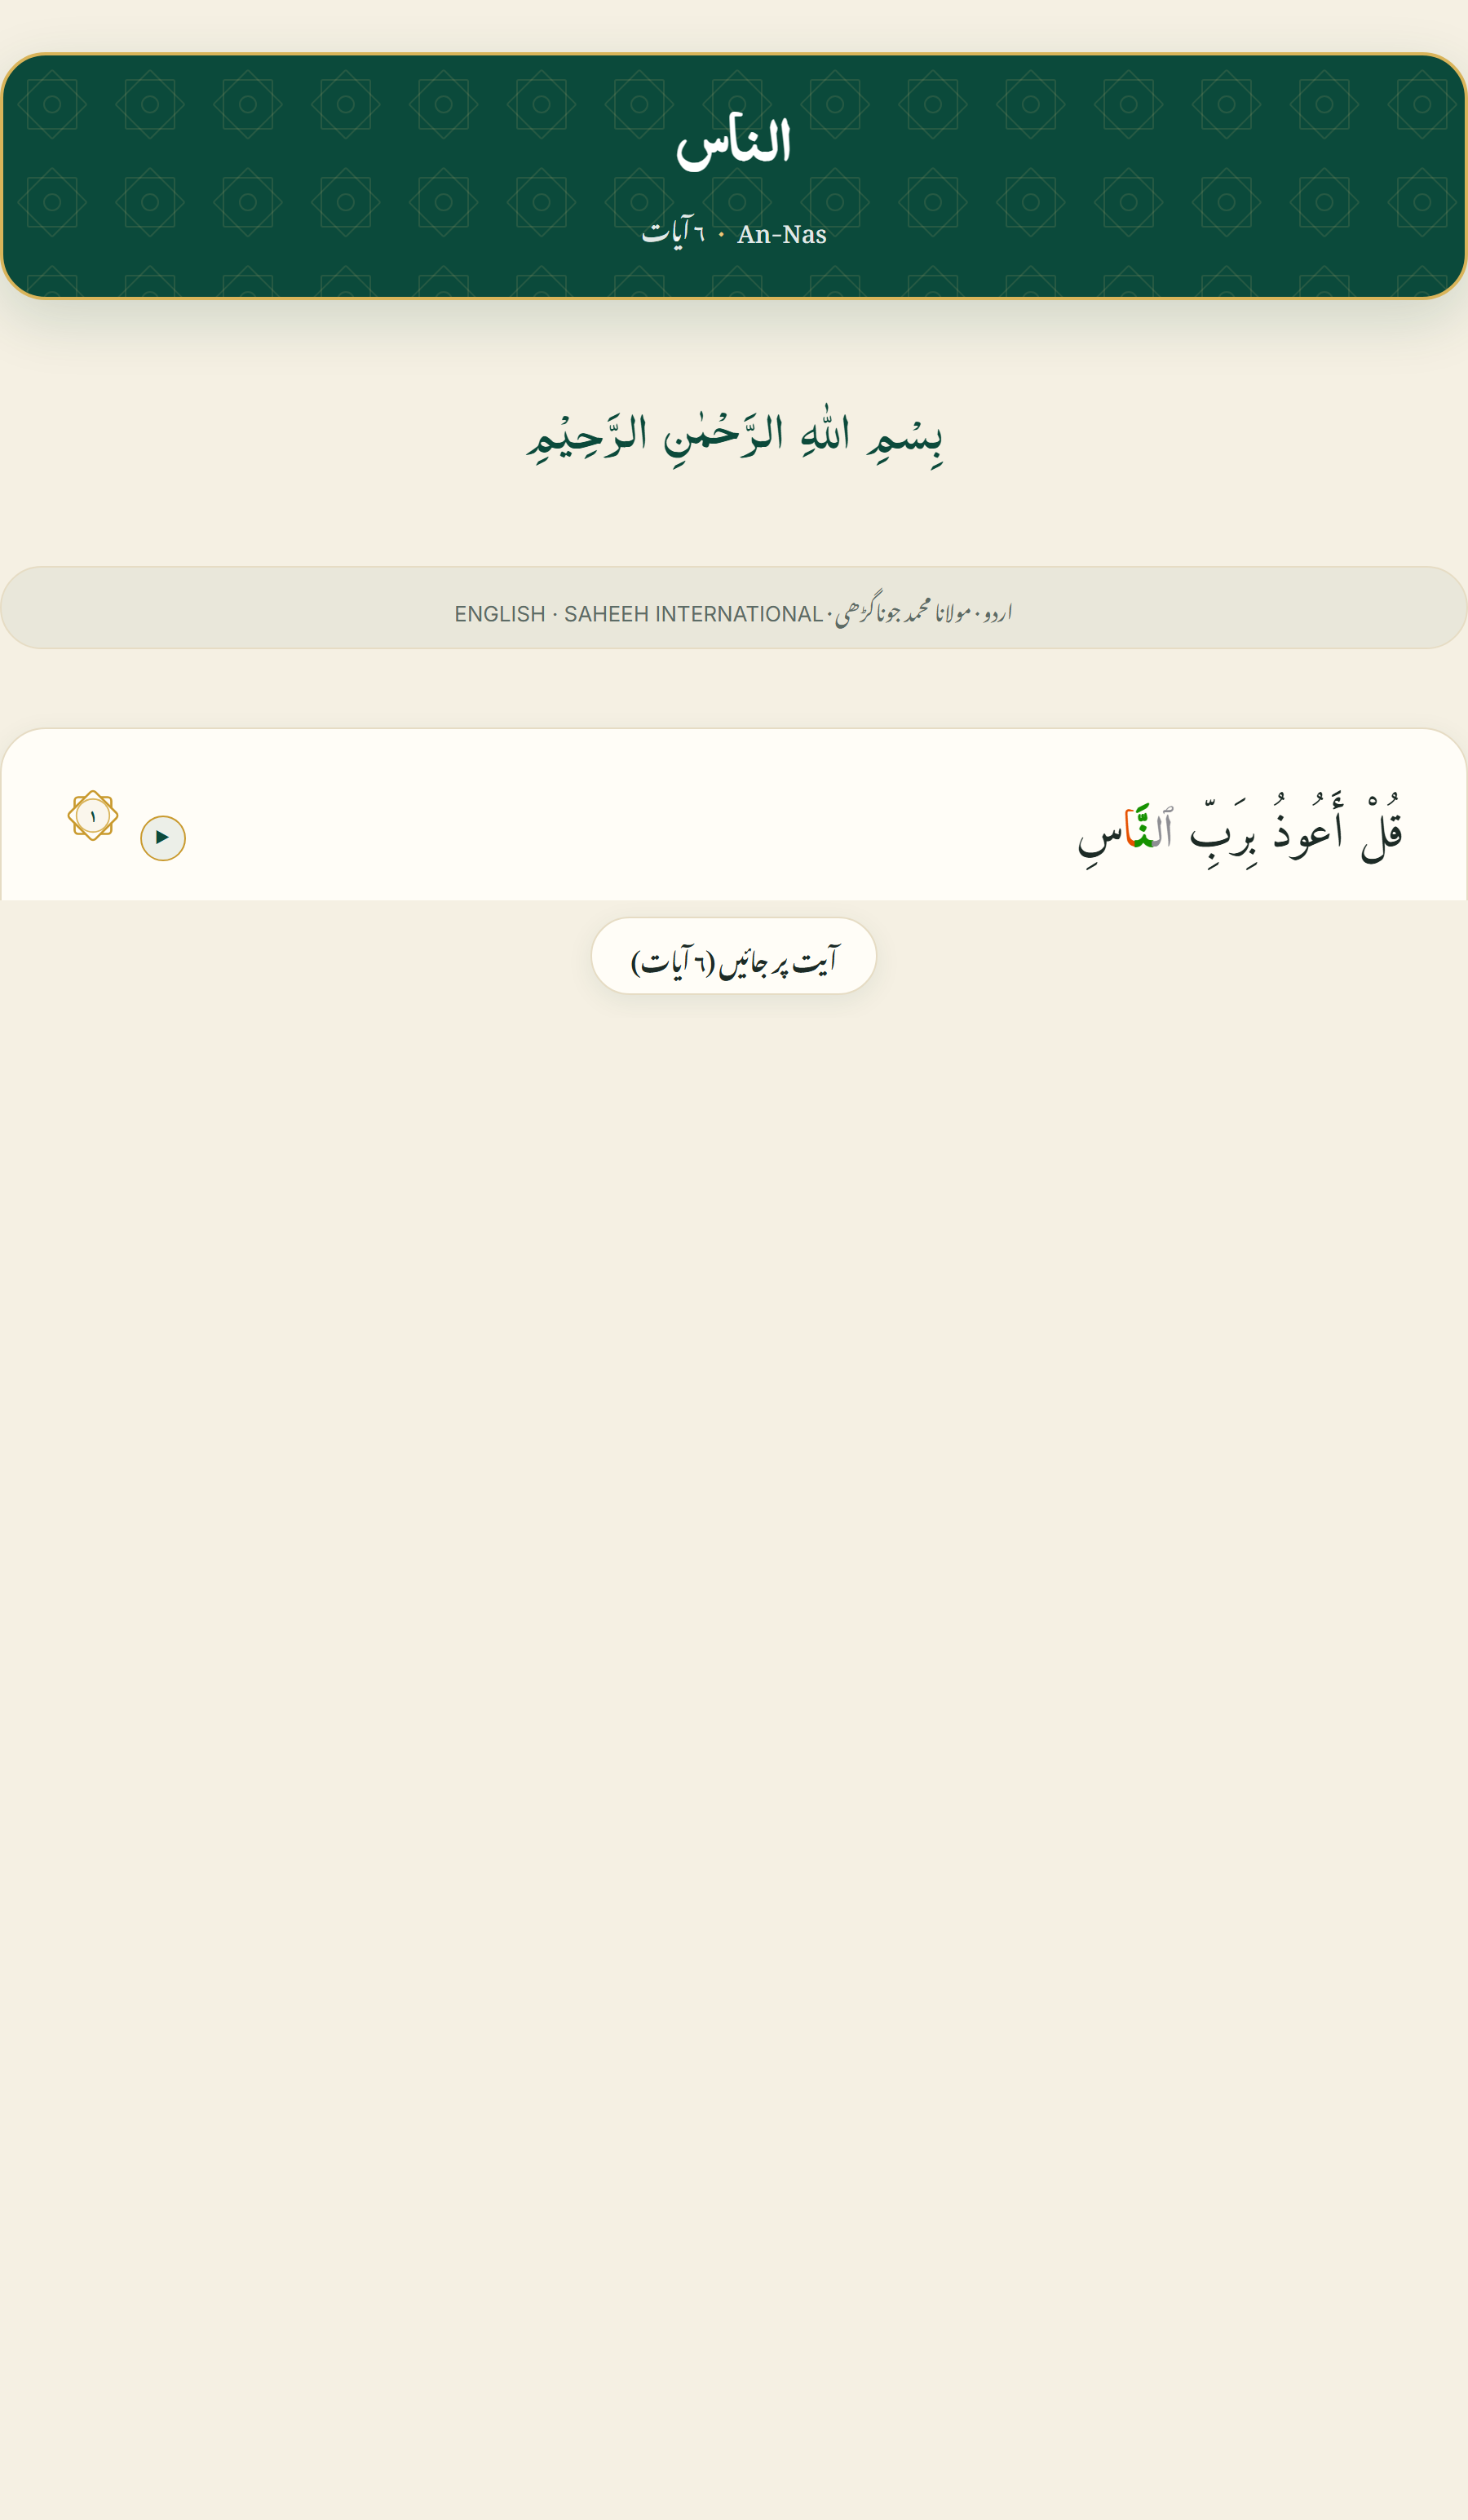 الناس
An-Nas • ٦ آیات
بِسْمِ اللّٰهِ الرَّحْمٰنِ الرَّحِيْمِ
اردو · مولانا محمد جوناگڑھی · ENGLISH · SAHEEH INTERNATIONAL
قُلْ أَعُوذُ بِرَبِّ ٱلنَّاسِ
١
آیت پر جائیں (٦ آیات)